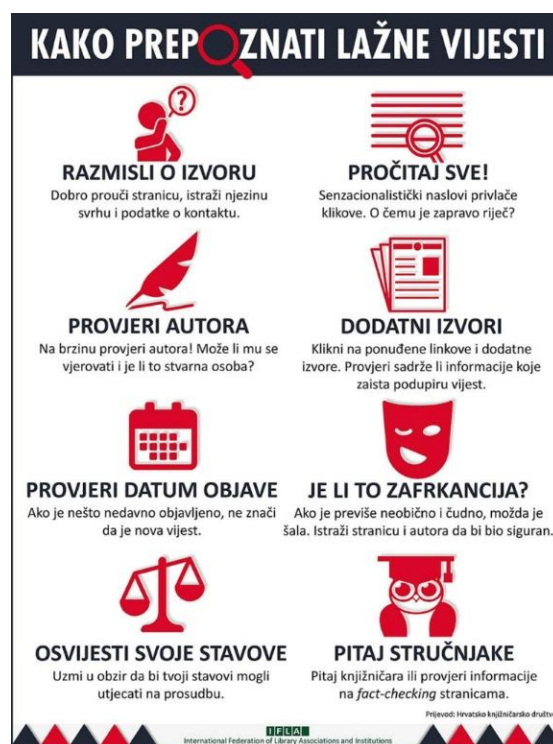 KAKO PREPOZNATI LAŽNE VIJESTI
RAZMISLI O IZVORU
Dobro prouči stranicu, istraži njezinu
svrhu i podatke o kontaktu.
PROČITAJ SVE!
Senzacionalistički naslovi privlače
klikove. O čemu je zapravo riječ?
PROVJERI AUTORA
Na brzinu provjeri autora! Može li mu se
vjerovati i je li to stvarna osoba?
DODATNI IZVORI
Klikni na ponuđene linkove i dodatne
izvore. Provjeri sadrže li informacije koje
zaista podupiru vijest.
PROVJERI DATUM OBJAVE
Ako je nešto nedavno objavljeno, ne znači
da je nova vijest.
JE LI TO ZAFRKANCIJA?
Ako je previše neobično i čudno, možda je
šala. Istraži stranicu i autora da bi bio siguran.
OSVIJESTI SVOJE STAVOVE
Uzmi u obzir da bi tvoji stavovi mogli
utjecati na prosudbu.
PITAJ STRUČNJAKE
Pitaj knjižničara ili provjeri informacije
na fact-checking stranicama.
Prijevod: Hrvatsko knjižničarsko društv
IFLA
International Federation of Library Associations and Institutions